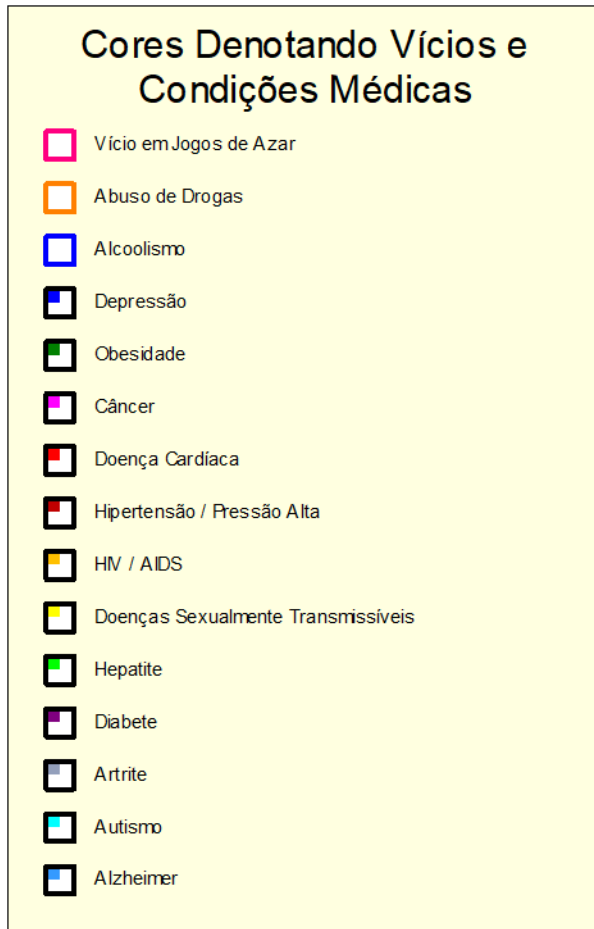 Cores Denotando Vícios e
Condições Médicas
Vício em Jogos de Azar
Abuso de Drogas
Alcoolismo
Depressão
Obesidade
Câncer
Doença Cardíaca
Hipertensão / Pressão Alta
HIV / AIDS
Doenças Sexualmente Transmissíveis
Hepatite
Diabete
Artrite
Autismo
Alzheimer